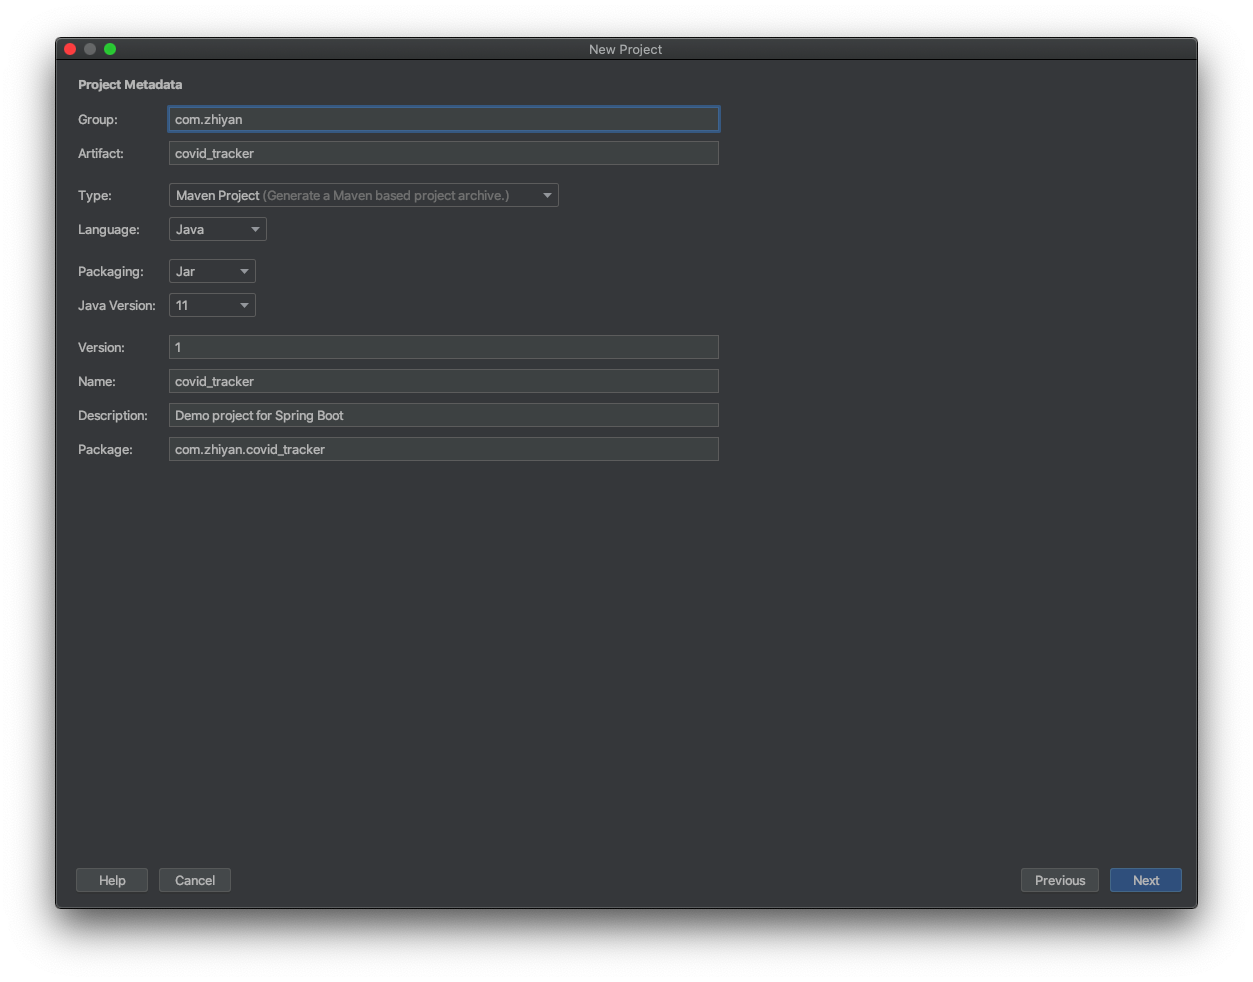 New Project
Project Metadata
Group: com.zhiyan
Artifact: covid_tracker
Type: Maven Project (Generate a Maven based project archive.)
Language: Java
Packaging: Jar
Java Version: 11
Version: 1
Name: covid_tracker
Description: Demo project for Spring Boot
Package: com.zhiyan.covid_tracker
Help Cancel Previous Next